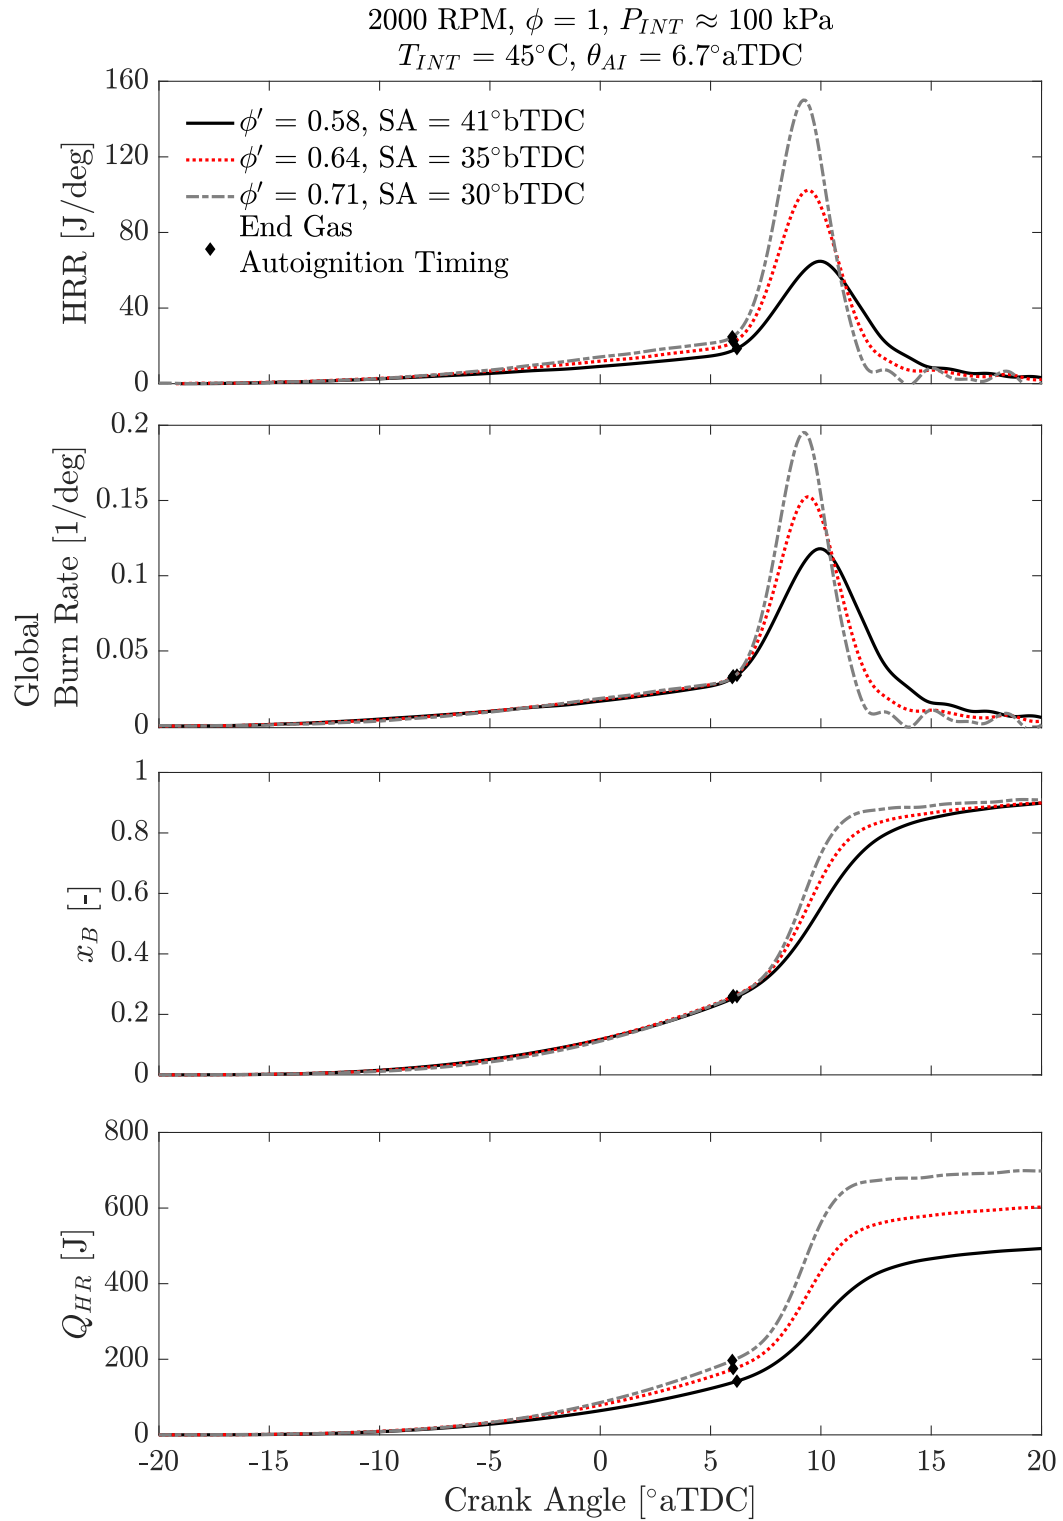 2000 RPM, ϕ = 1, P_INT ≈ 100 kPa
T_INT = 45°C, θ_AI = 6.7°aTDC
HRR [J/deg]
160
120
80
40
0
ϕ′ = 0.58, SA = 41°bTDC
ϕ′ = 0.64, SA = 35°bTDC
ϕ′ = 0.71, SA = 30°bTDC
End Gas
Autoignition Timing
Global
Burn Rate [1/deg]
0.2
0.15
0.1
0.05
0
x_B [-]
1
0.8
0.6
0.4
0.2
0
Q_HR [J]
800
600
400
200
0
-20 -15 -10 -5 0 5 10 15 20
Crank Angle [°aTDC]